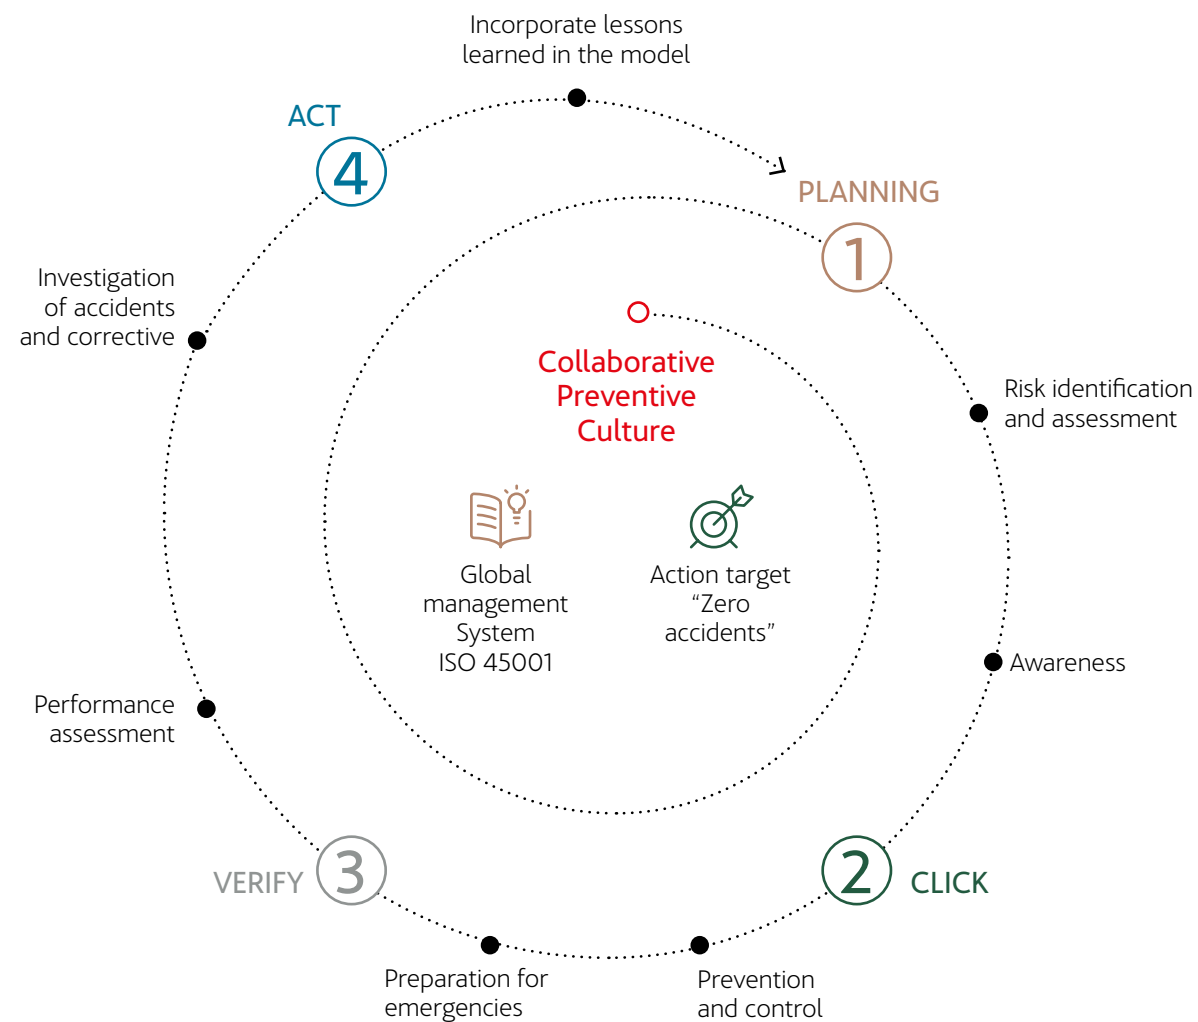 Incorporate lessons
learned in the model
ACT
4
PLANNING
1
Investigation
of accidents
and corrective
Collaborative
Preventive
Culture
Risk identification
and assessment
Global
management
System
ISO 45001
Action target
“Zero
accidents”
Awareness
Performance
assessment
VERIFY
3
2
CLICK
Preparation for
emergencies
Prevention
and control